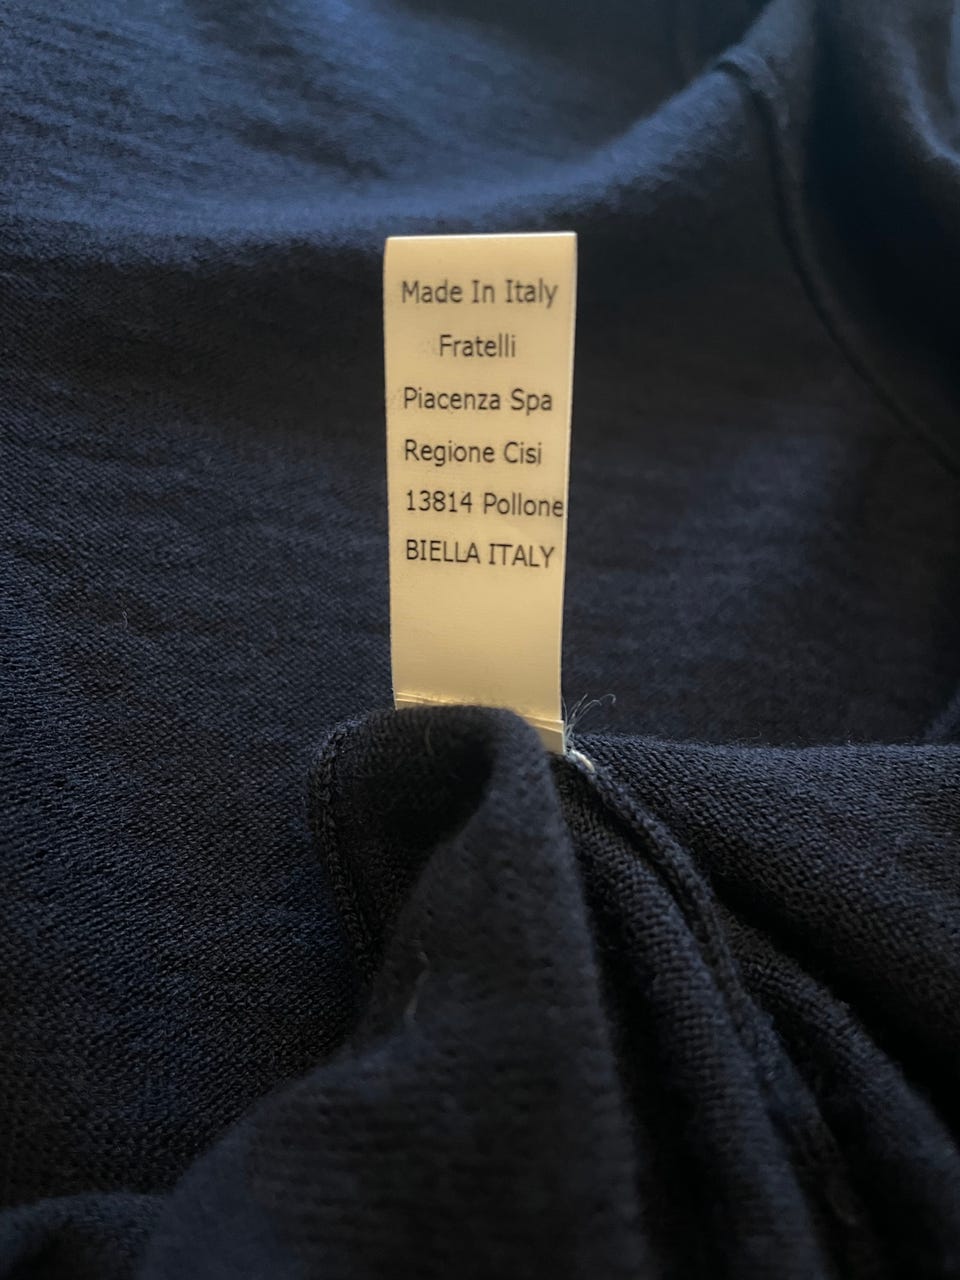 Made In Italy
Fratelli
Piacenza Spa
Regione Cisi
13814 Pollone
BIELLA ITALY